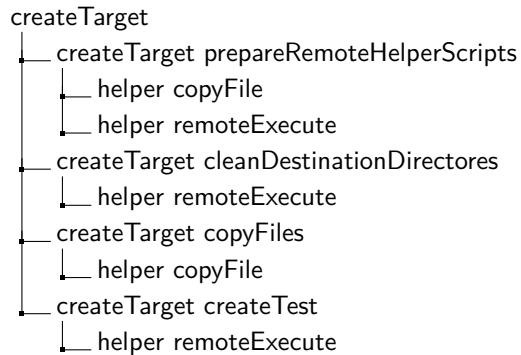 createTarget
createTarget prepareRemoteHelperScripts
helper copyFile
helper remoteExecute
createTarget cleanDestinationDirectores
helper remoteExecute
createTarget copyFiles
helper copyFile
createTarget createTest
helper remoteExecute